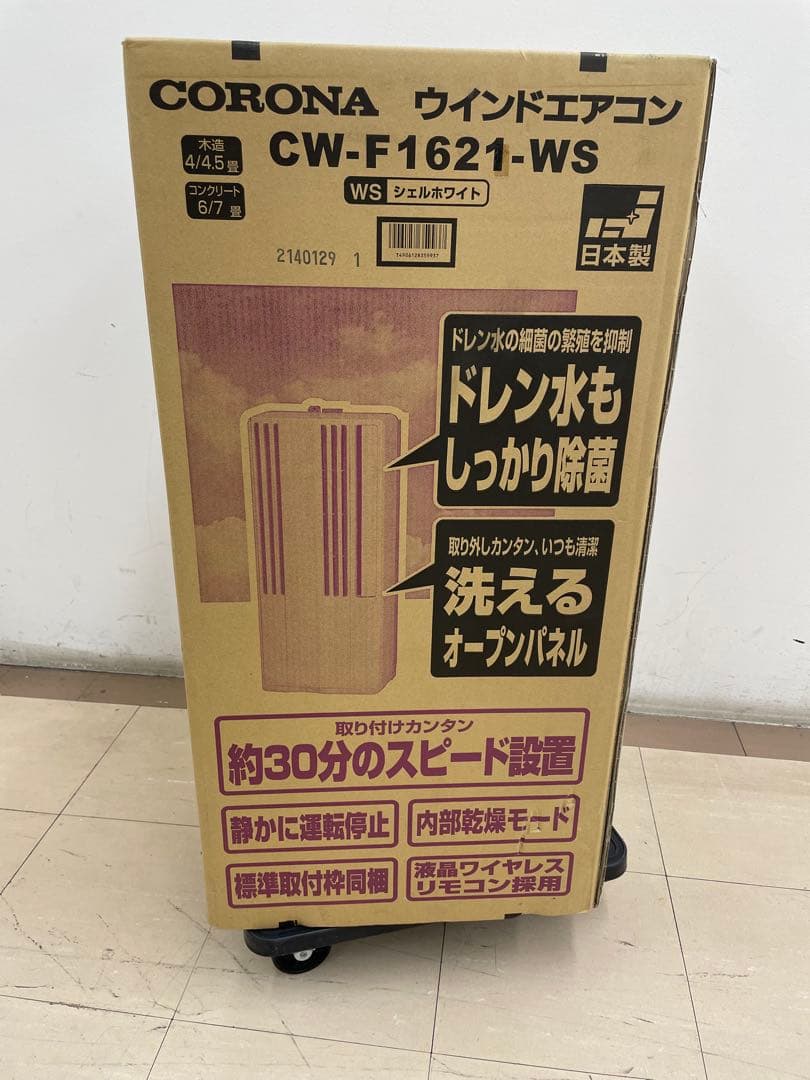 CORONA ウインドエアコン
木造
4/4.5畳
CW-F1621-WS
コンクリート
6/7畳
WS シェルホワイト
日本製
2140129 1
ドレン水の細菌の繁殖を抑制
ドレン水も
しっかり除菌
取り外しカンタン、いつも清潔
洗える
オープンパネル
取り付けカンタン
約30分のスピード設置
静かに運転停止
内部乾燥モード
標準取付枠同梱
液晶ワイヤレス
リモコン採用